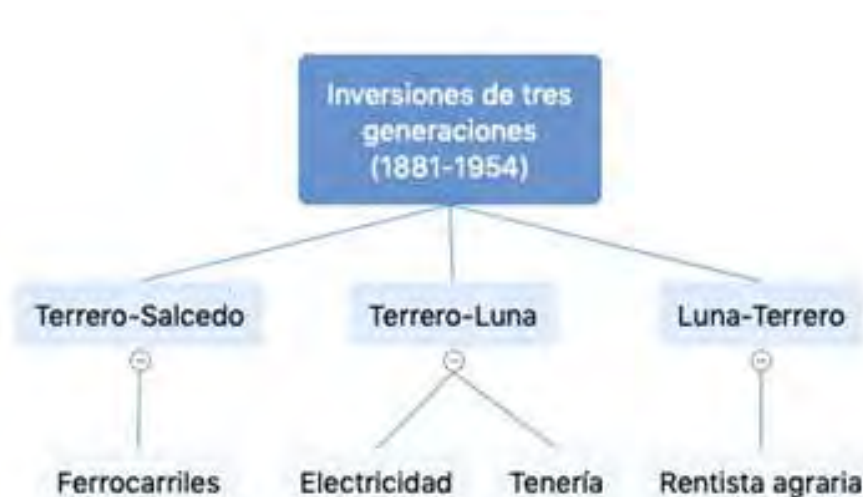 Inversiones de tres
generaciones
(1881-1954)
Terrero-Salcedo
Terrero-Luna
Luna-Terrero
Ferrocarriles
Electricidad
Tenería
Rentista agraria